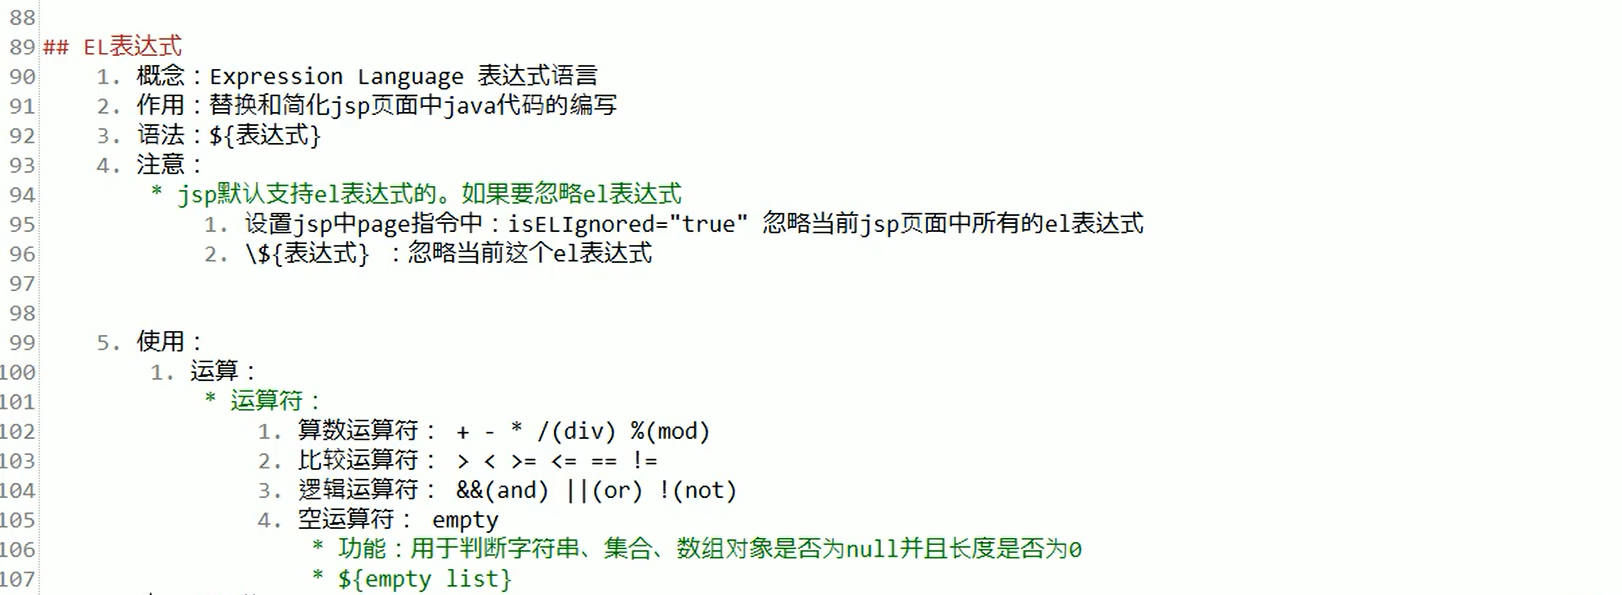 88
89 ## EL表达式
90 1. 概念：Expression Language 表达式语言
91 2. 作用：替换和简化jsp页面中java代码的编写
92 3. 语法：${表达式}
93 4. 注意：
94 * jsp默认支持el表达式的。如果要忽略el表达式
95 1. 设置jsp中page指令中：isELIgnored="true" 忽略当前jsp页面中所有的el表达式
96 2. \${表达式} ：忽略当前这个el表达式
97
98
99 5. 使用：
100 1. 运算：
101 * 运算符：
102 1. 算数运算符： + - * /(div) %(mod)
103 2. 比较运算符： > < >= <= == !=
104 3. 逻辑运算符： &&(and) ||(or) !(not)
105 4. 空运算符： empty
106 * 功能：用于判断字符串、集合、数组对象是否为null并且长度是否为0
107 * ${empty list}